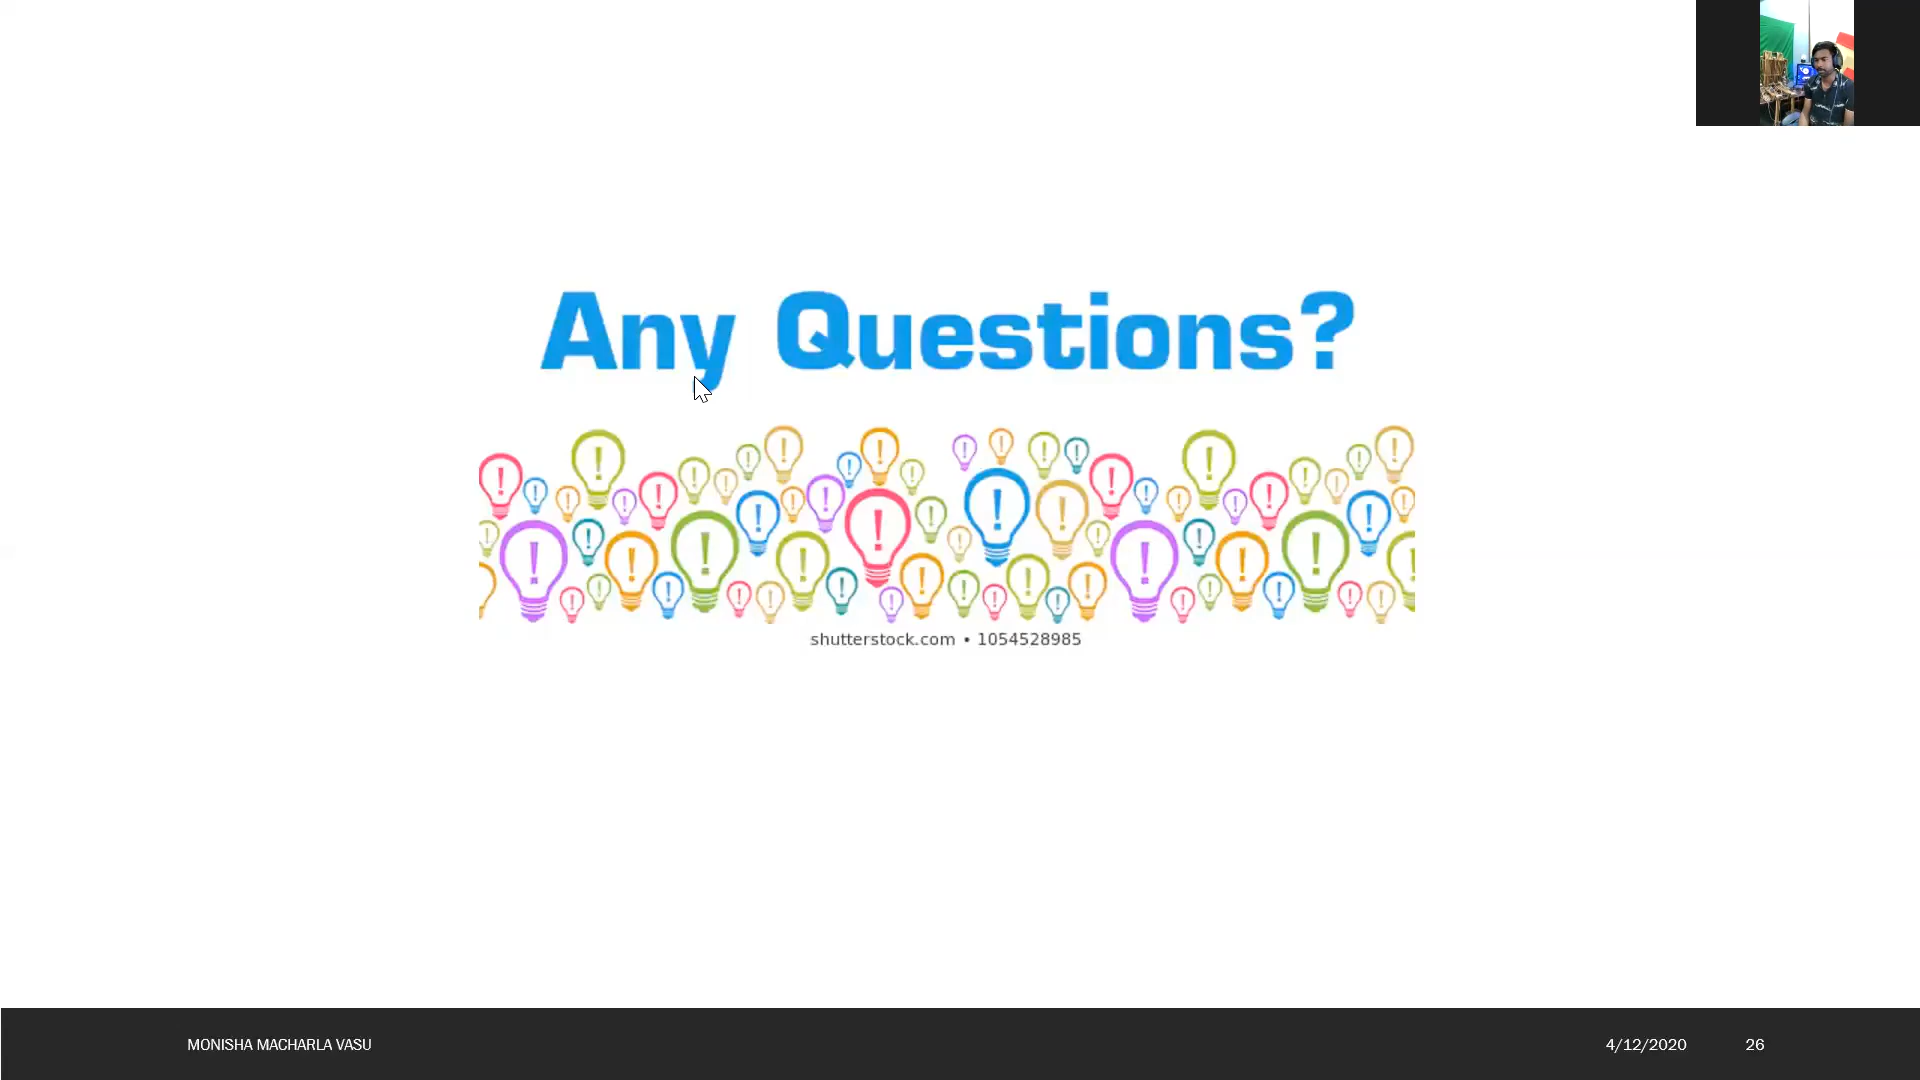 Any Questions?
shutterstock.com • 1054528985
MONISHA MACHARLA VASU
4/12/2020
26